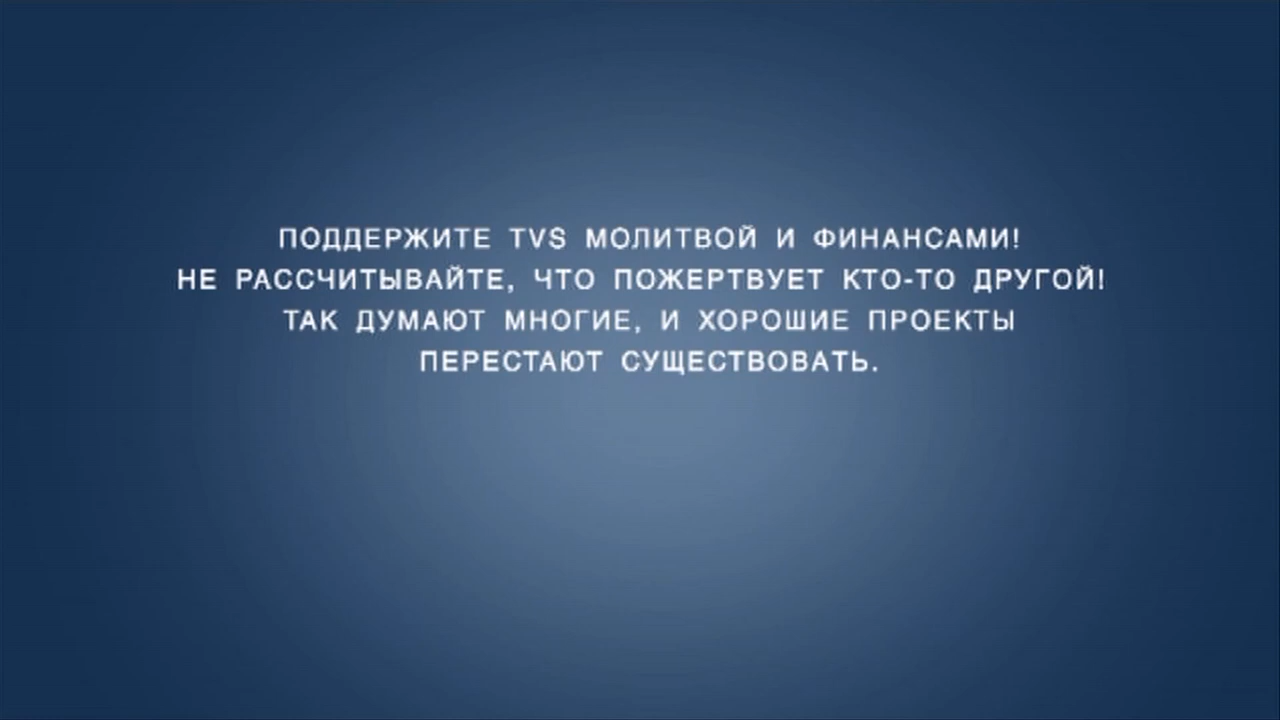 ПОДДЕРЖИТЕ TVS МОЛИТВОЙ И ФИНАНСАМИ!
НЕ РАССЧИТЫВАЙТЕ, ЧТО ПОЖЕРТВУЕТ КТО-ТО ДРУГОЙ!
ТАК ДУМАЮТ МНОГИЕ, И ХОРОШИЕ ПРОЕКТЫ
ПЕРЕСТАЮТ СУЩЕСТВОВАТЬ.